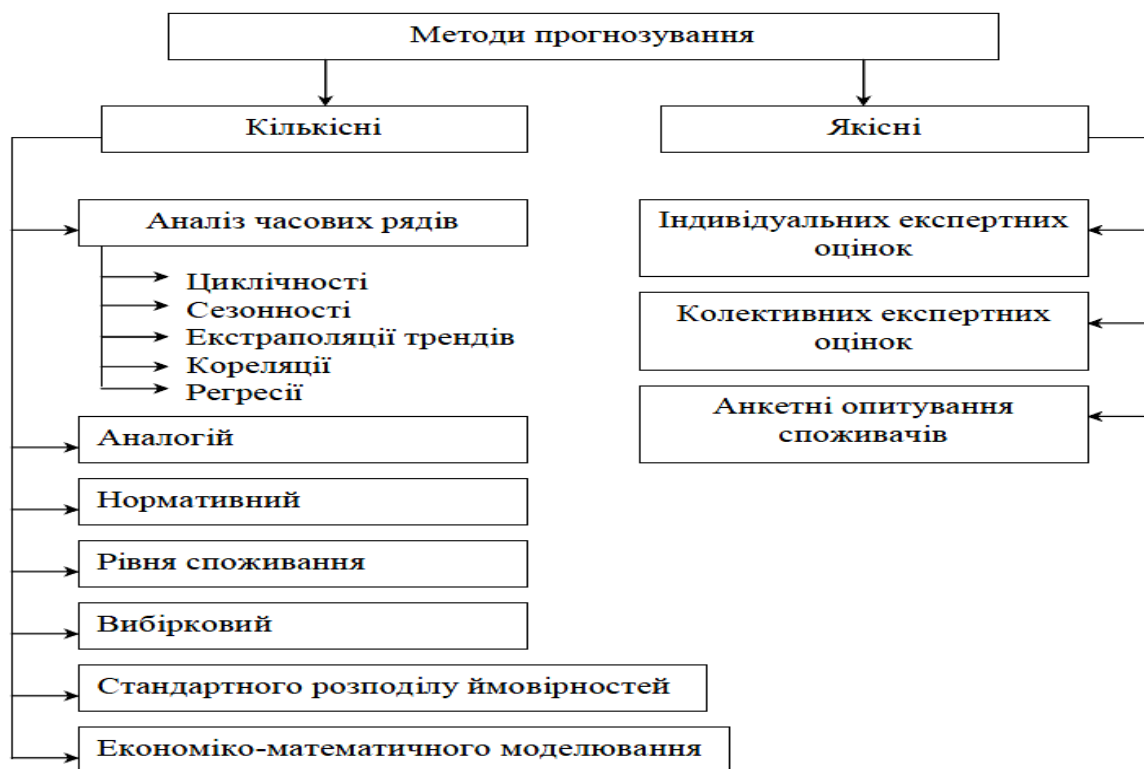 Методи прогнозування
Кількісні
Якісні
Аналіз часових рядів
Циклічності
Сезонності
Екстраполяції трендів
Кореляції
Регресії
Аналогій
Нормативний
Рівня споживання
Вибірковий
Стандартного розподілу ймовірностей
Економіко-математичного моделювання
Індивідуальних експертних
оцінок
Колективних експертних
оцінок
Анкетні опитування
споживачів